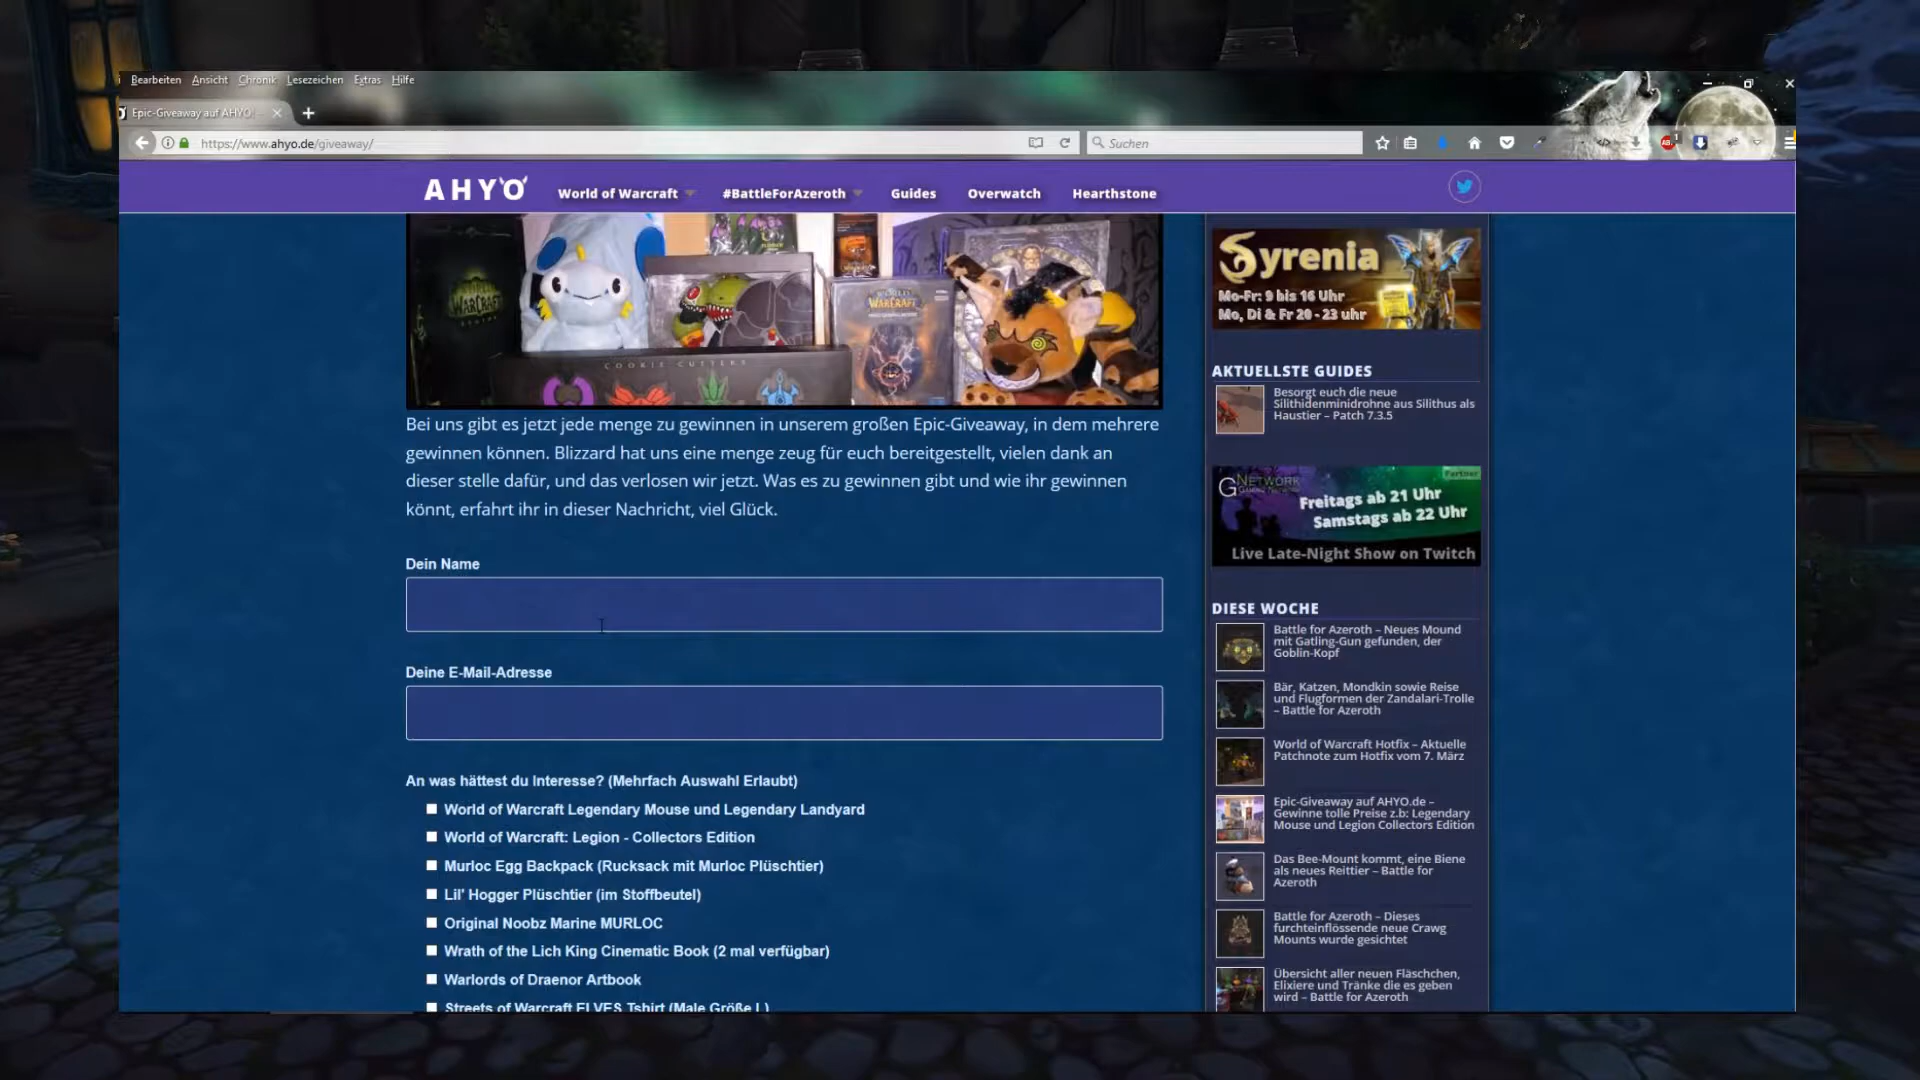 Bearbeiten Ansicht Chronik Lesezeichen Extras Hilfe
Epic-Giveaway auf AHYO
https://www.ahyo.de/giveaway/
Suchen
AHYO World of Warcraft #BattleForAzeroth Guides Overwatch Hearthstone
WARCRAFT
WORLD OF
WARCRAFT
COOKIE CUTTERS
Bei uns gibt es jetzt jede menge zu gewinnen in unserem großen Epic-Giveaway, in dem mehrere
gewinnen können. Blizzard hat uns eine menge zeug für euch bereitgestellt, vielen dank an
dieser stelle dafür, und das verlosen wir jetzt. Was es zu gewinnen gibt und wie ihr gewinnen
könnt, erfahrt ihr in dieser Nachricht, viel Glück.
Dein Name
Deine E-Mail-Adresse
An was hättest du Interesse? (Mehrfach Auswahl Erlaubt)
World of Warcraft Legendary Mouse und Legendary Landyard
World of Warcraft: Legion - Collectors Edition
Murloc Egg Backpack (Rucksack mit Murloc Plüschtier)
Lil' Hogger Plüschtier (im Stoffbeutel)
Original Noobz Marine MURLOC
Wrath of the Lich King Cinematic Book (2 mal verfügbar)
Warlords of Draenor Artbook
Streets of Warcraft ELVES Tshirt (Male Größe L)
Syrenia
Mo-Fr: 9 bis 16 Uhr
Mo, Di & Fr 20 - 23 uhr
AKTUELLSTE GUIDES
Besorgt euch die neue
Silithidenminidrohne aus Silithus als
Haustier – Patch 7.3.5
Partner
GNETWORK
Freitags ab 21 Uhr
Samstags ab 22 Uhr
Live Late-Night Show on Twitch
DIESE WOCHE
Battle for Azeroth – Neues Mound
mit Gatling-Gun gefunden, der
Goblin-Kopf
Bär, Katzen, Mondkin sowie Reise
und Flugformen der Zandalari-Trolle
– Battle for Azeroth
World of Warcraft Hotfix – Aktuelle
Patchnote zum Hotfix vom 7. März
Epic-Giveaway auf AHYO.de –
Gewinne tolle Preise z.b: Legendary
Mouse und Legion Collectors Edition
Das Bee-Mount kommt, eine Biene
als neues Reittier – Battle for
Azeroth
Battle for Azeroth – Dieses
furchteinflössende neue Crawg
Mounts wurde gesichtet
Übersicht aller neuen Fläschchen,
Elixiere und Tränke die es geben
wird – Battle for Azeroth